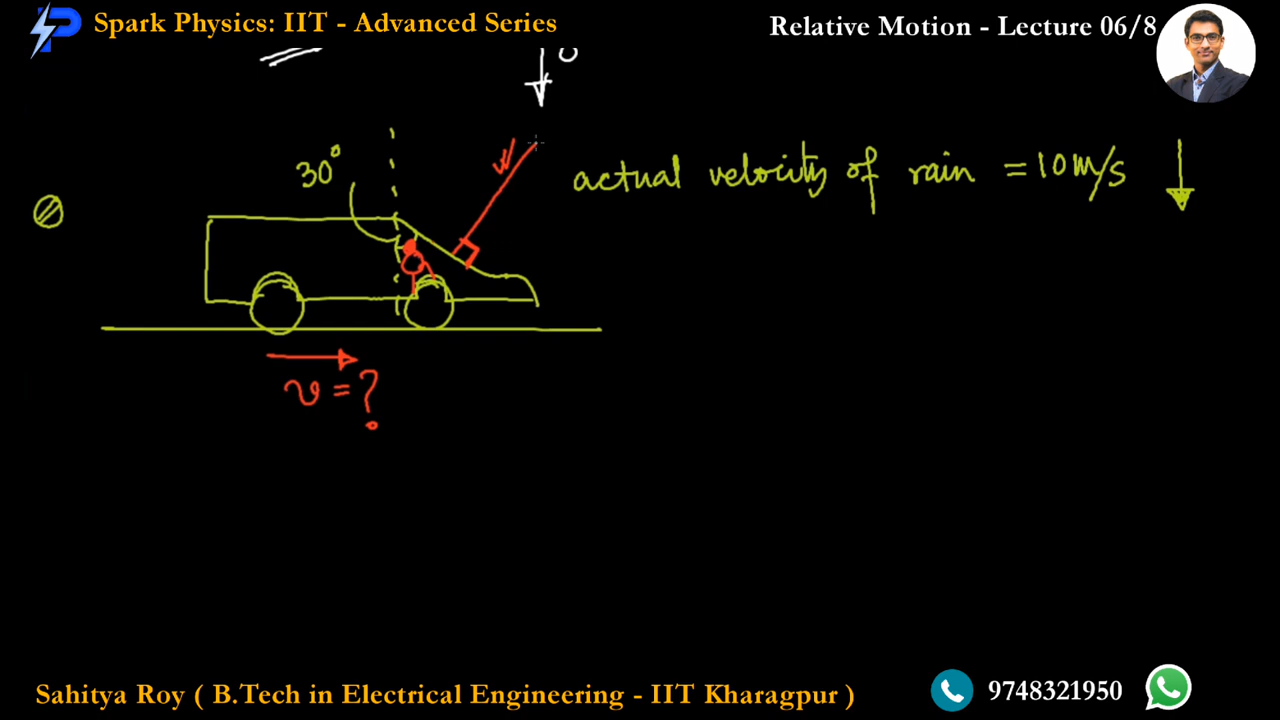 Spark Physics: IIT - Advanced Series
Relative Motion - Lecture 06/8
30°
actual velocity of rain = 10 m/s
v = ?
Sahitya Roy ( B.Tech in Electrical Engineering - IIT Kharagpur )
9748321950